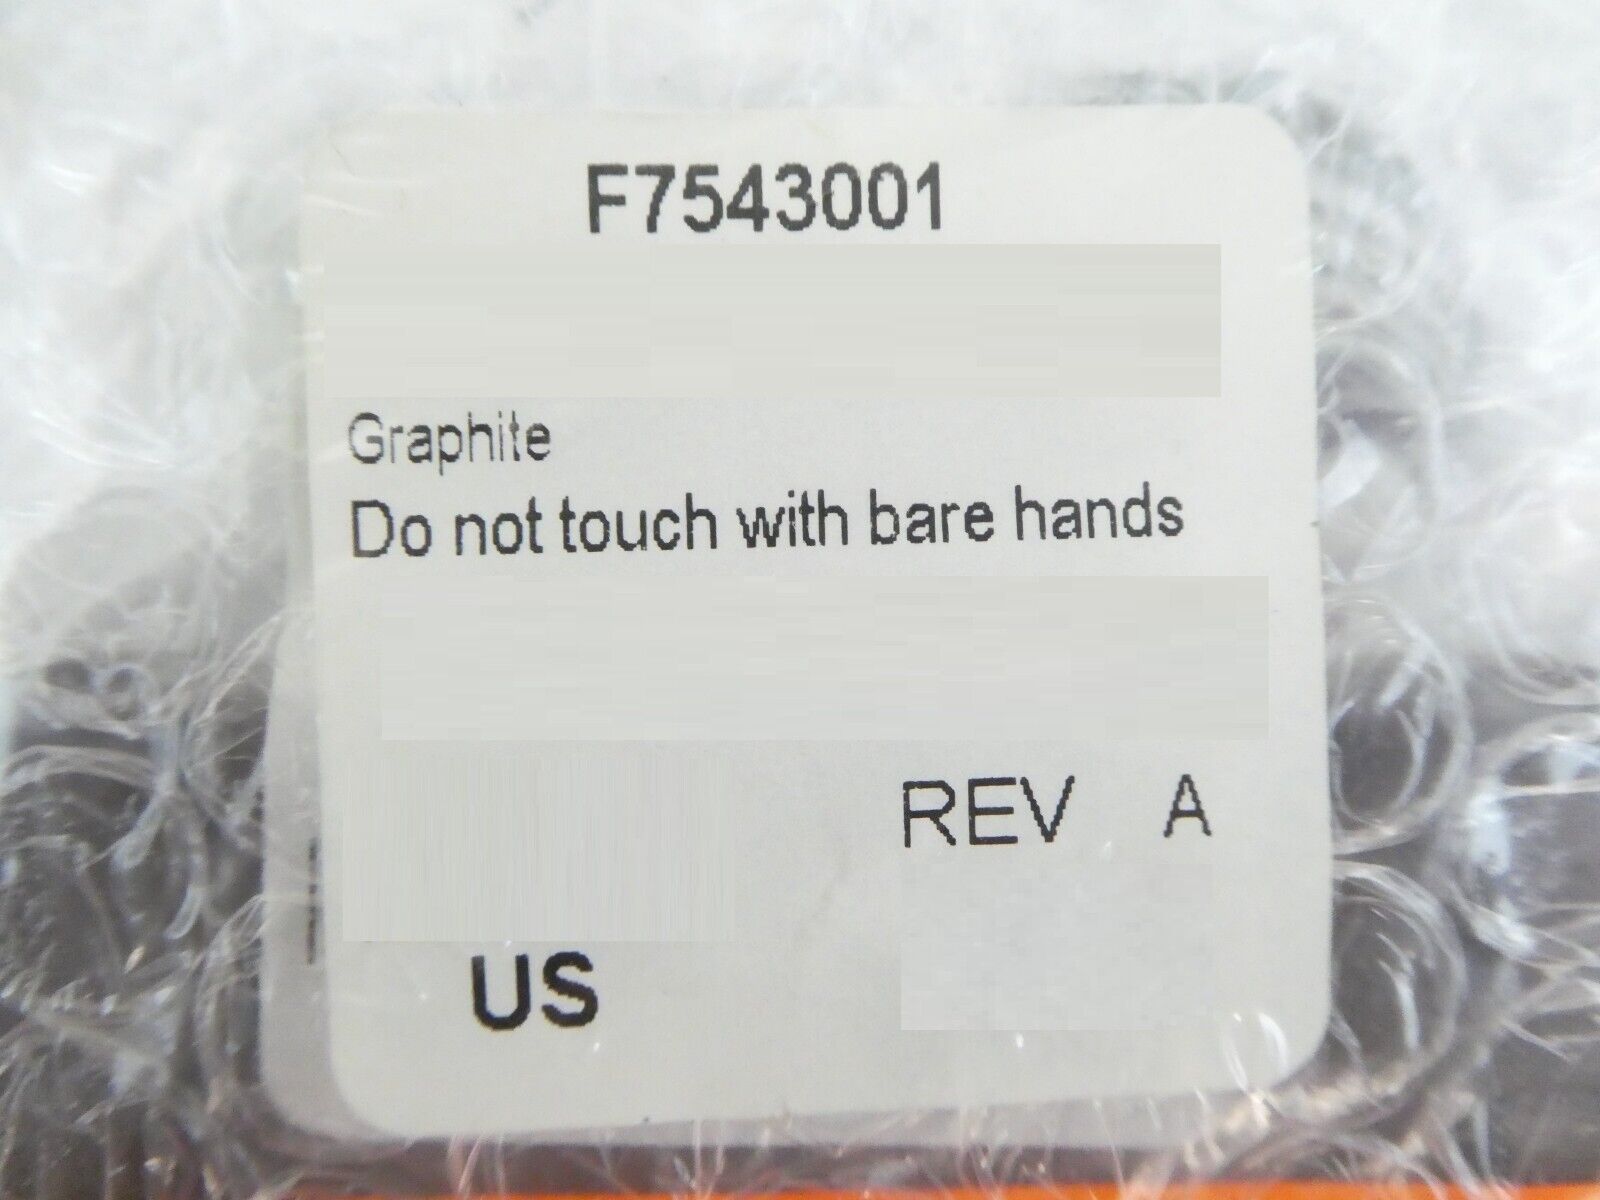 F7543001
Graphite
Do not touch with bare hands
REV A
US